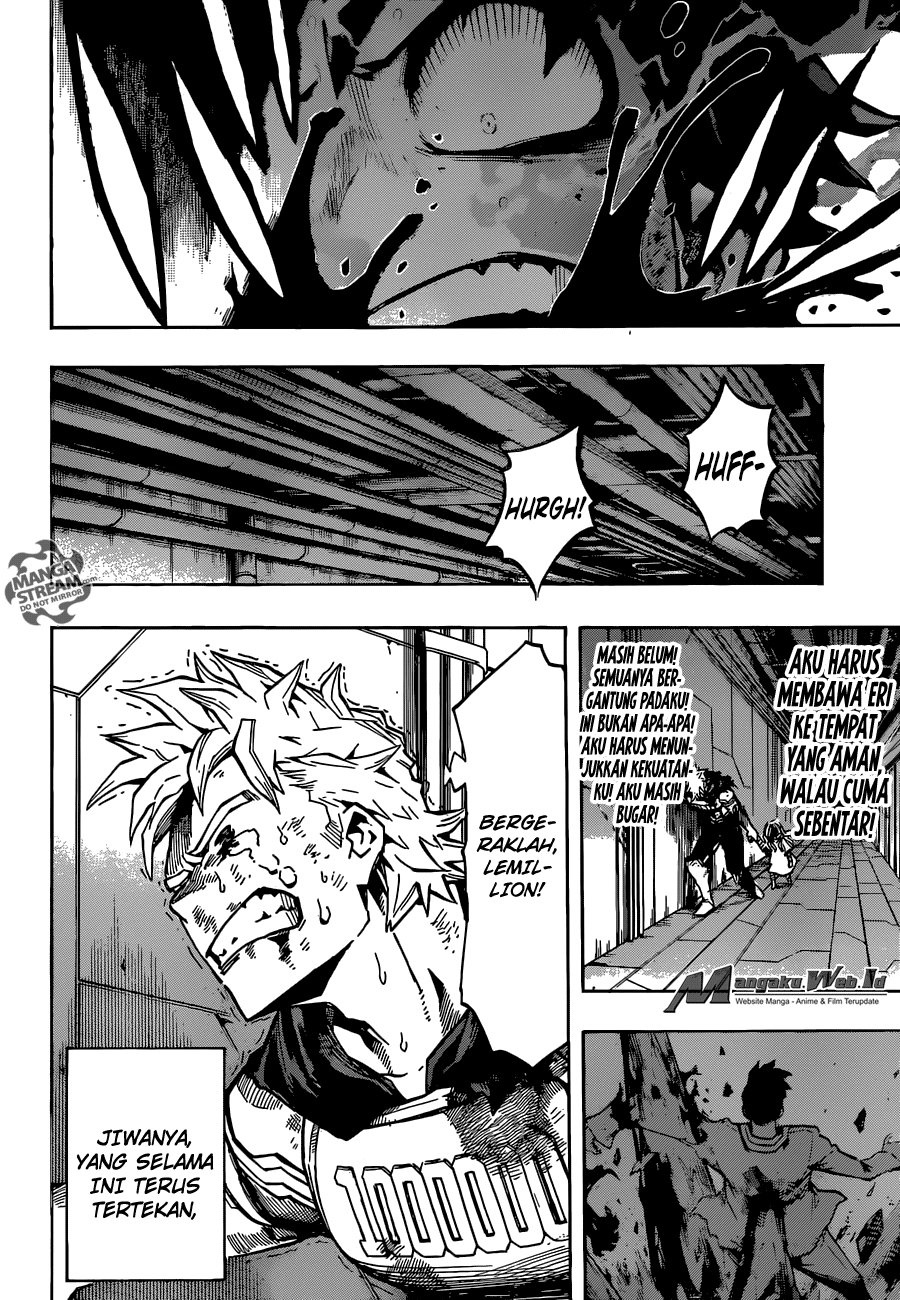 HUFF-
HURGH!
A
MANGA
STREAM.com
DO NOT MIRROR
AKU HARUS
MEMBAWA ERI
KE TEMPAT
YANG AMAN
WALAU CUMA
SEBENTAR!
MASIH BELUM!
SEMUANYA BER-
GANTUNG PADAKU!
INI BUKAN APA-APA!
AKU HARUS MENUN-
JUKKAN KEKUATAN-
KU! AKU MASIH
BUGAR!
Mangaku.Web.Id
Website Manga - Anime & Film Terupdate
BERGE-
RAKLAH,
LEMIL-
LION!
1000000
JIWANYA,
YANG SELAMA
INI TERUS
TERTEKAN,